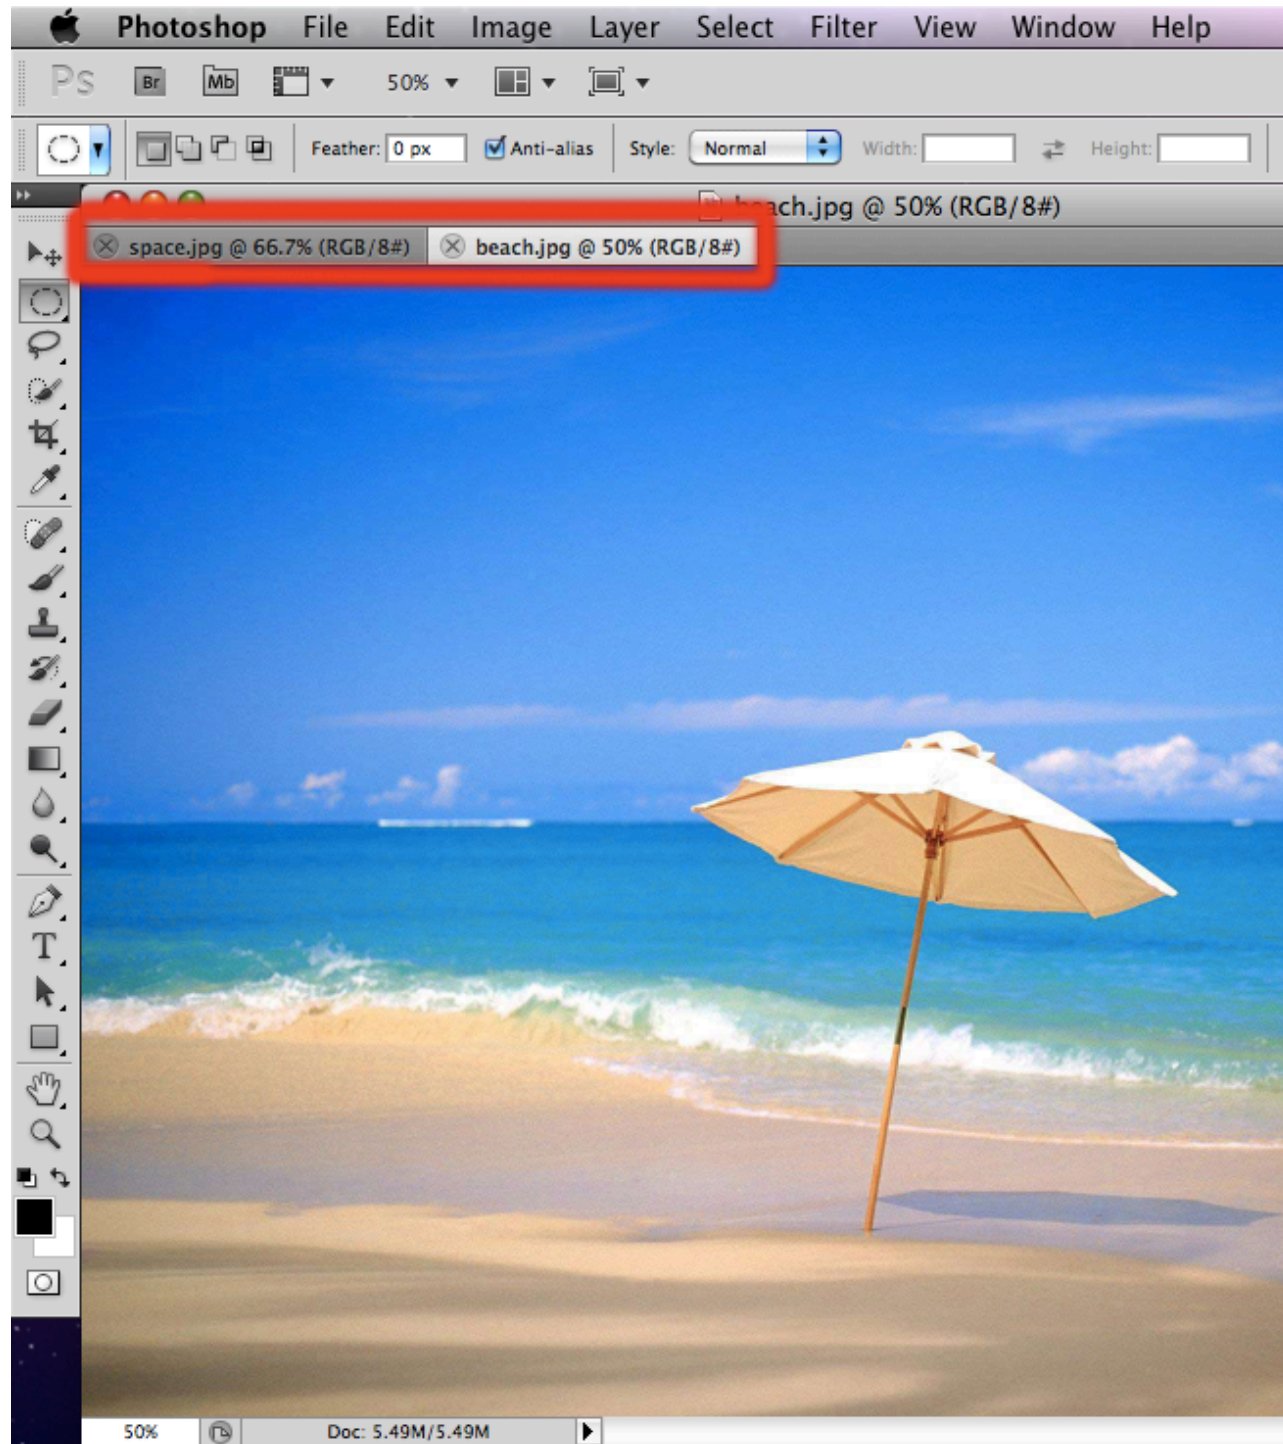 Photoshop File Edit Image Layer Select Filter View Window Help
Ps Br Mb 50%
Feather: 0 px Anti-alias Style: Normal Width: Height:
beach.jpg @ 50% (RGB/8#)
space.jpg @ 66.7% (RGB/8#) beach.jpg @ 50% (RGB/8#)
T
50% Doc: 5.49M/5.49M